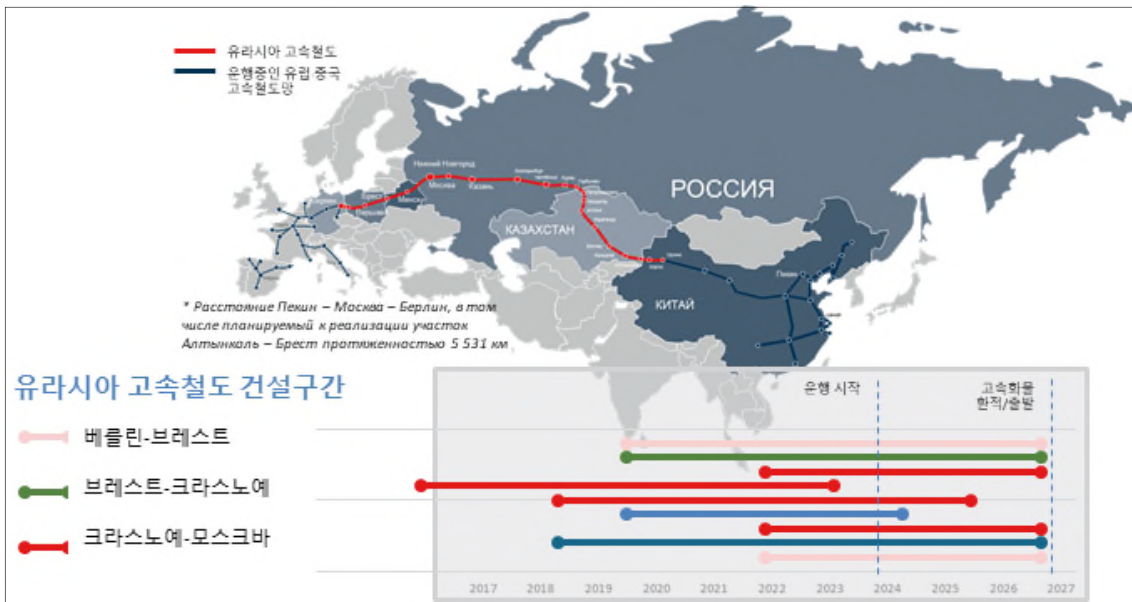 유라시아 고속철도
운행중인 유럽 중국
고속철도망
Нижний Новгород
Москва
Казань
РОССИЯ
Брест
Минск
КАЗАХСТАН
Пекин
КИТАЙ
* Расстояние Пекин – Москва – Берлин, в том
числе планируемый к реализации участок
Алтынколь – Брест протяженностью 5 531 км
유라시아 고속철도 건설구간
운행 시작
고속화물
환적/출발
베를린-브레스트
브레스트-크라스노예
크라스노예-모스크바
2017 2018 2019 2020 2021 2022 2023 2024 2025 2026 2027